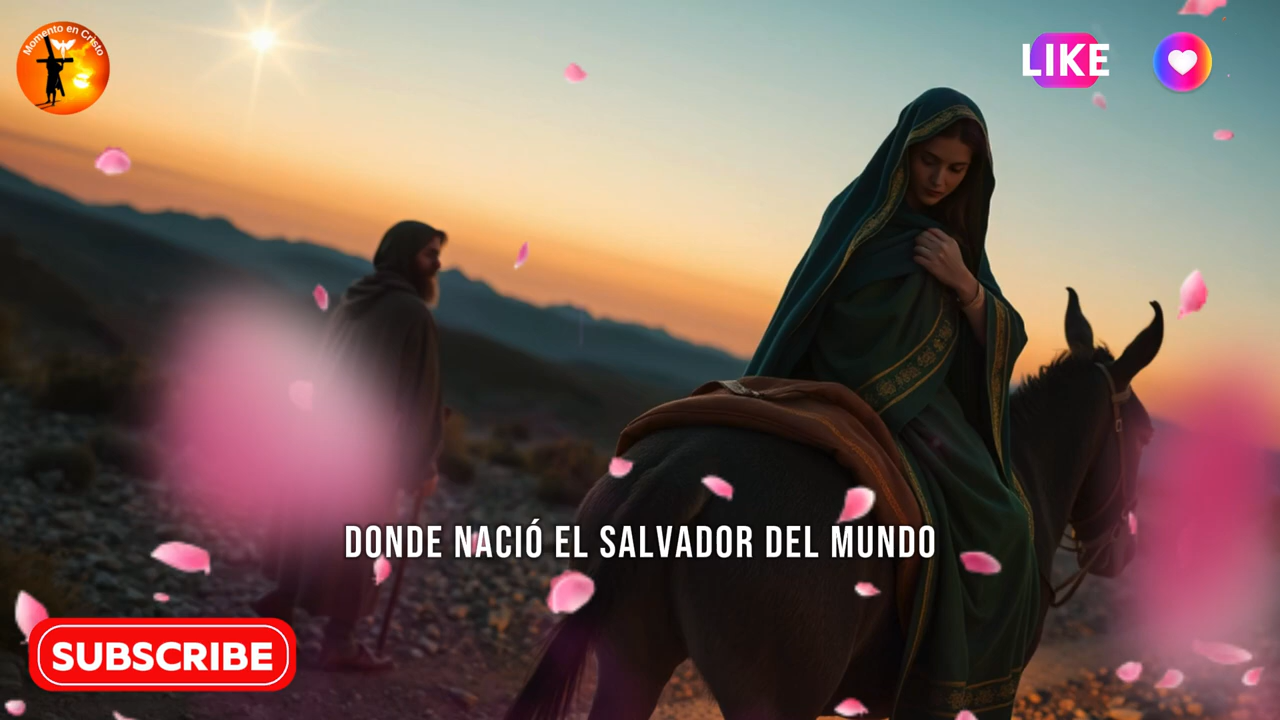 Momento en Cristo
LIKE
DONDE NACIÓ EL SALVADOR DEL MUNDO
SUBSCRIBE